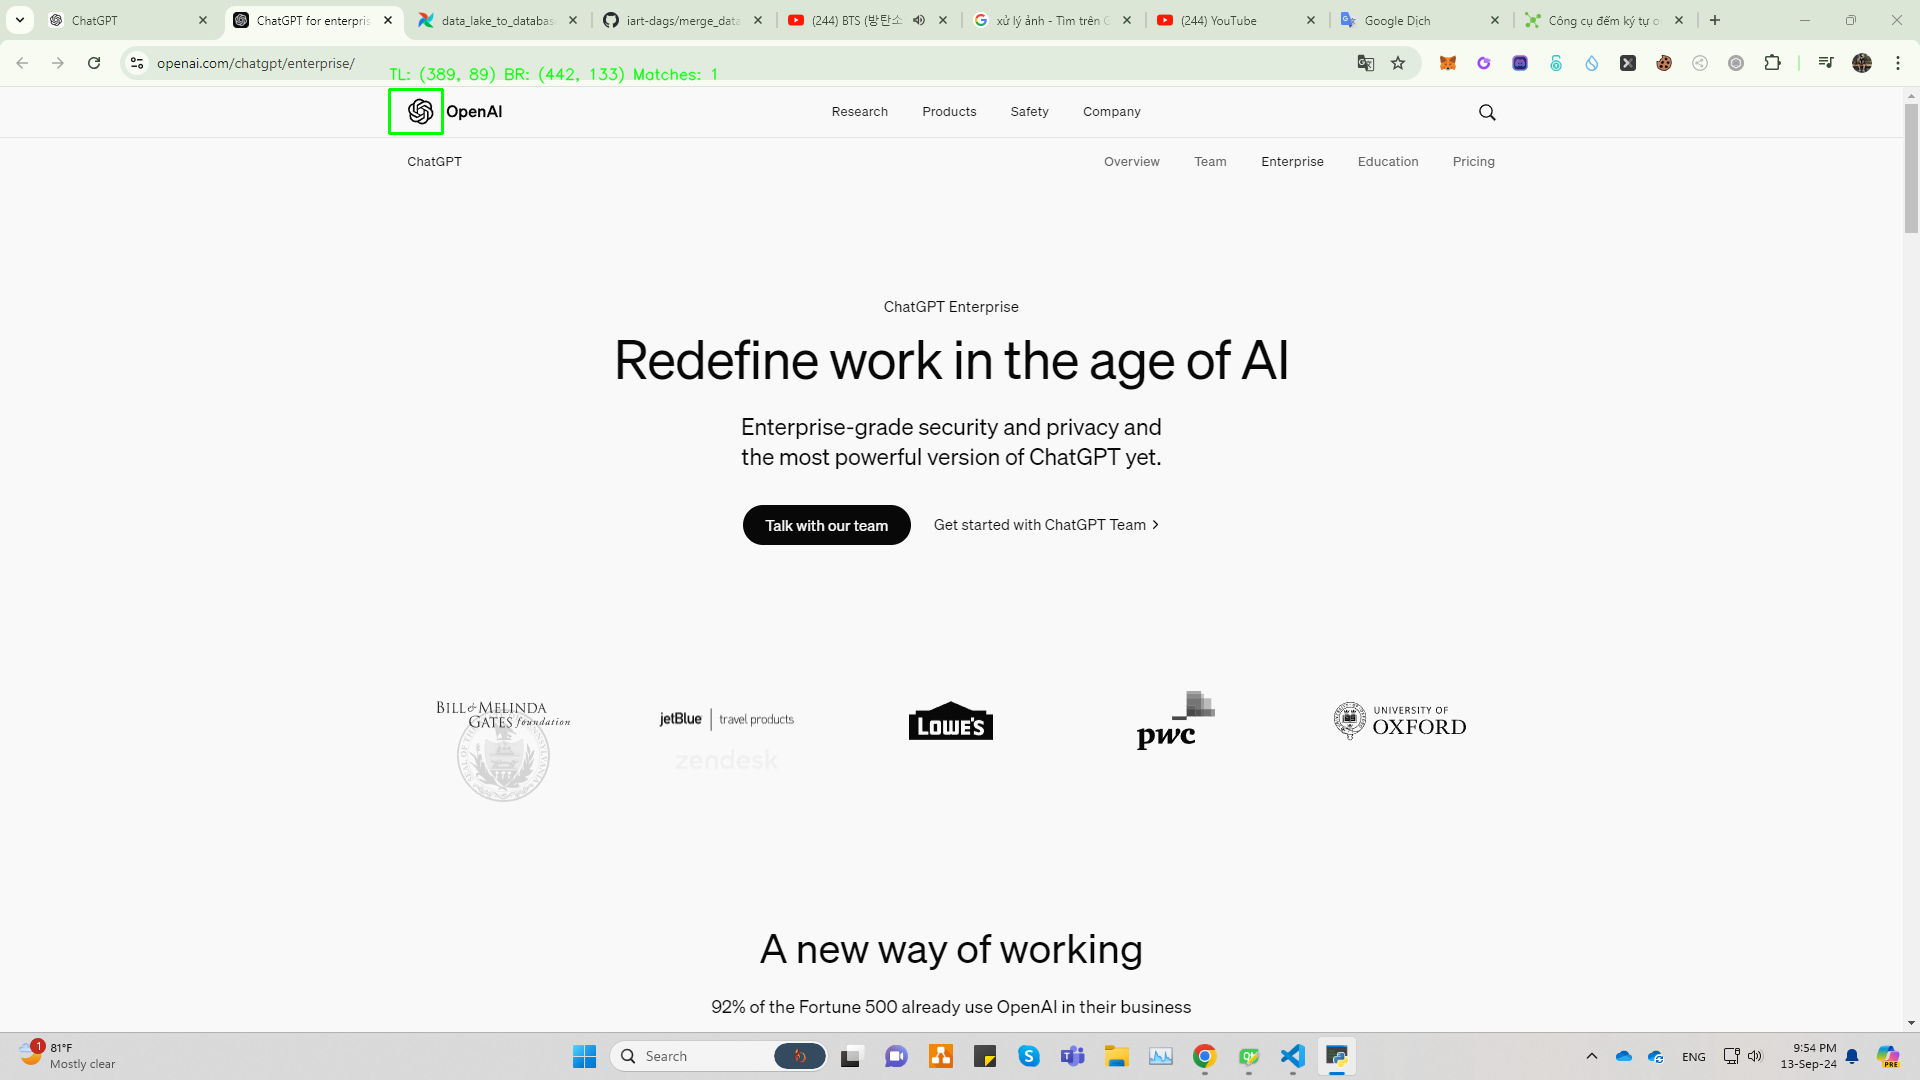 ChatGPT
ChatGPT for enterpris
data_lake_to_databas
iart-dags/merge_data
(244) BTS (방탄소
xử lý ảnh - Tìm trên G
(244) YouTube
Google Dịch
Công cụ đếm ký tự o
openai.com/chatgpt/enterprise/
TL: (389, 89) BR: (442, 133) Matches: 1
OpenAI
Research
Products
Safety
Company
ChatGPT
Overview
Team
Enterprise
Education
Pricing
ChatGPT Enterprise
Redefine work in the age of AI
Enterprise-grade security and privacy and
the most powerful version of ChatGPT yet.
Talk with our team
Get started with ChatGPT Team
BILL & MELINDA
GATES foundation
jetBlue | travel products
zendesk
LOWE'S
pwc
UNIVERSITY OF
OXFORD
A new way of working
92% of the Fortune 500 already use OpenAI in their business
1
81°F
Mostly clear
Search
ENG
9:54 PM
13-Sep-24
PRE